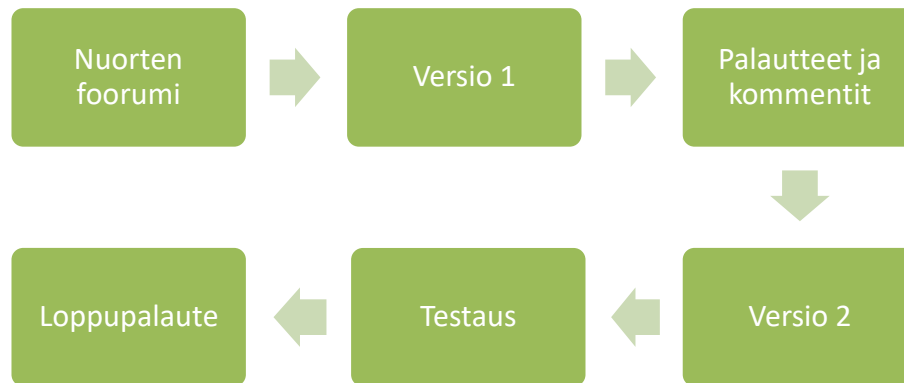 Nuorten
foorumi
Versio 1
Palautteet ja
kommentit
Versio 2
Testaus
Loppupalaute